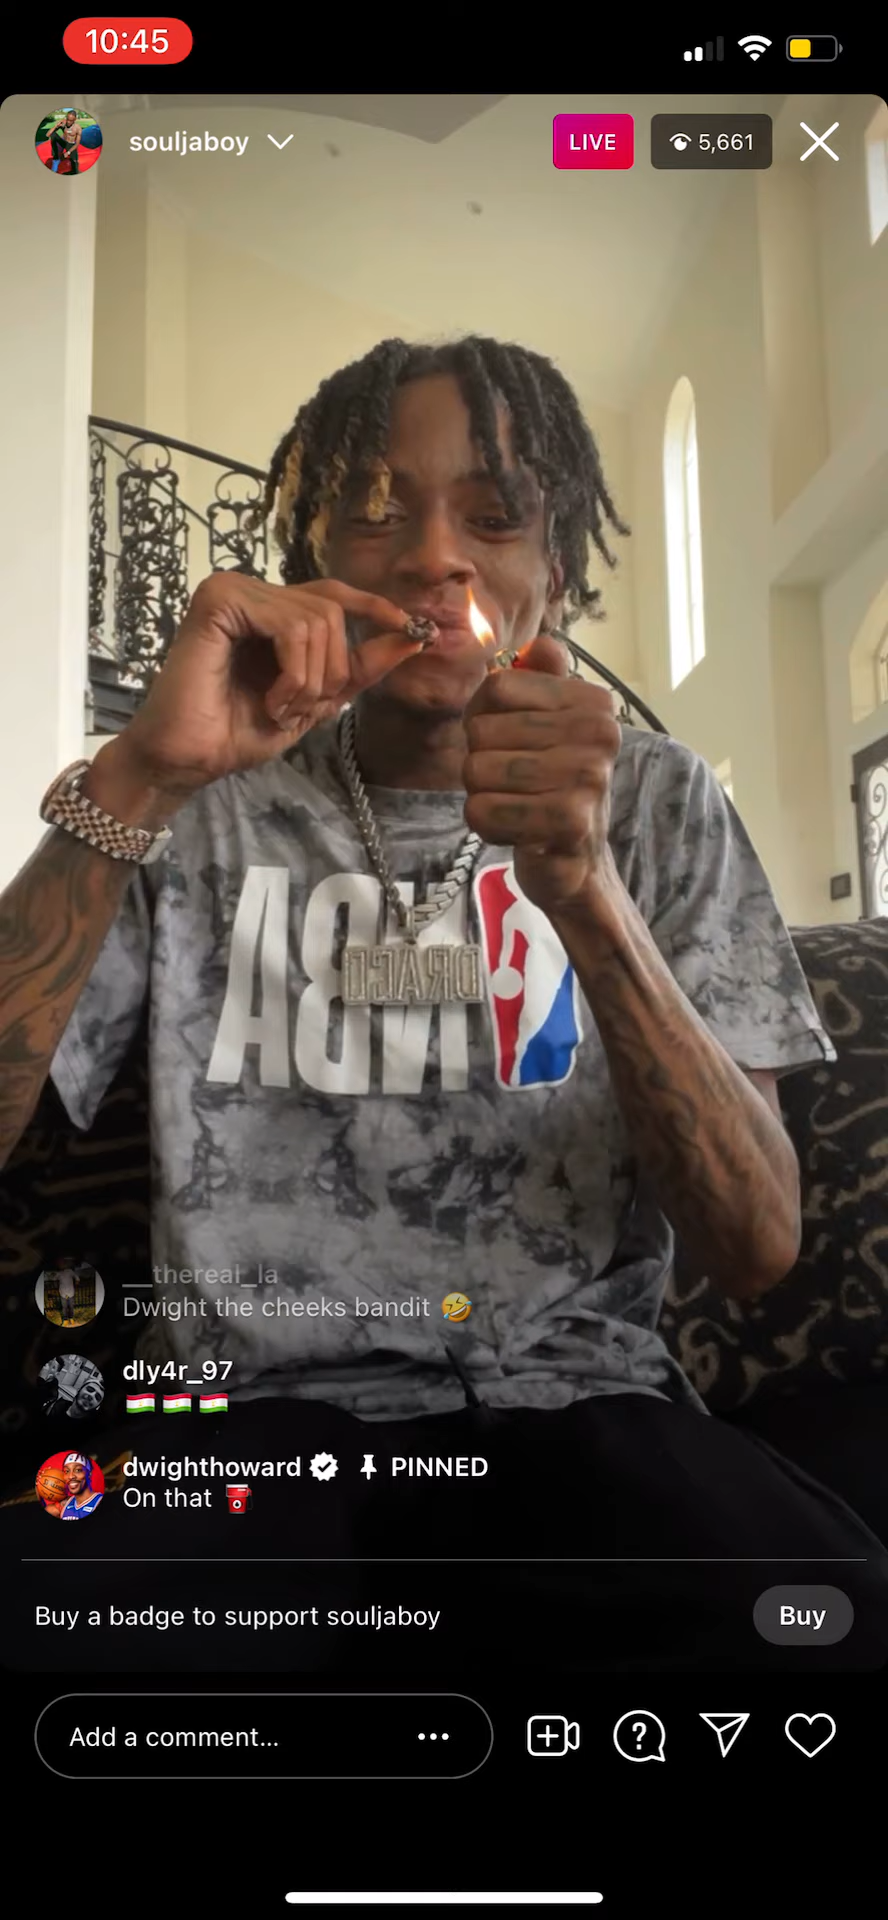 10:45
souljaboy
LIVE
5,661
DRACO
NBA
__thereal_la
Dwight the cheeks bandit 🤣
dly4r_97
🇹🇯🇹🇯🇹🇯
dwighthoward PINNED
On that ⛽
Buy a badge to support souljaboy
Buy
Add a comment...